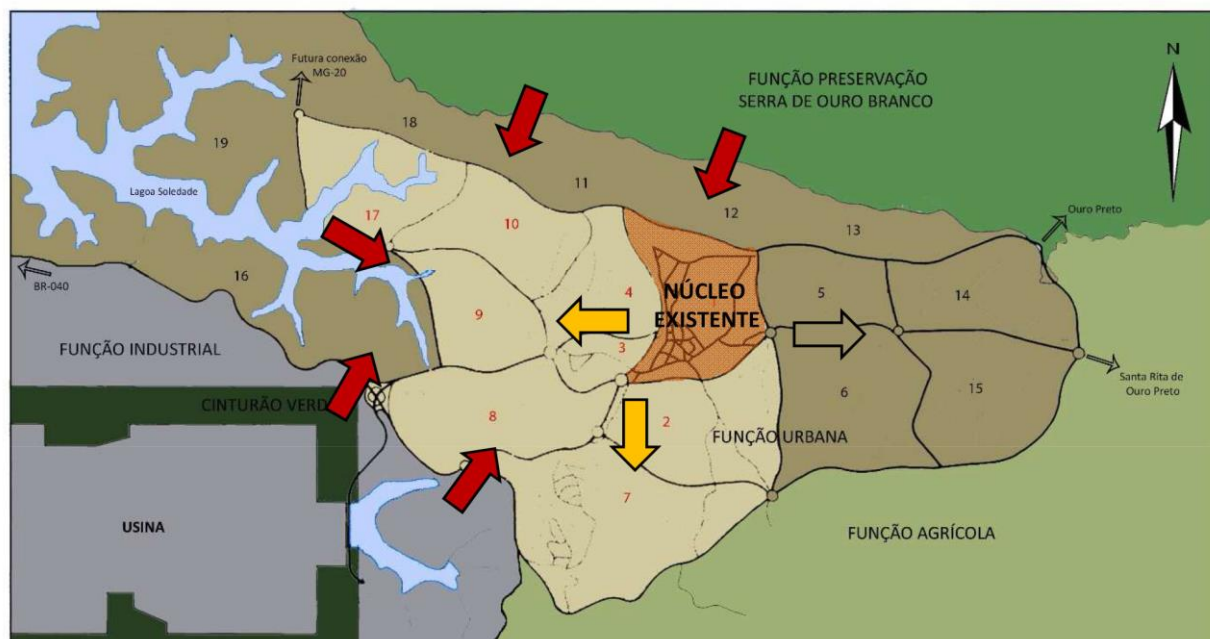 Futura conexão
MG-20
N
FUNÇÃO PRESERVAÇÃO
SERRA DE OURO BRANCO
18
19
11
Lagoa Soledade
12
Ouro Preto
17
10
13
16
BR-040
4
NÚCLEO
EXISTENTE
5
14
9
3
FUNÇÃO INDUSTRIAL
Santa Rita de
Ouro Preto
6
15
CINTURÃO VERD
8
2
FUNÇÃO URBANA
7
USINA
FUNÇÃO AGRÍCOLA